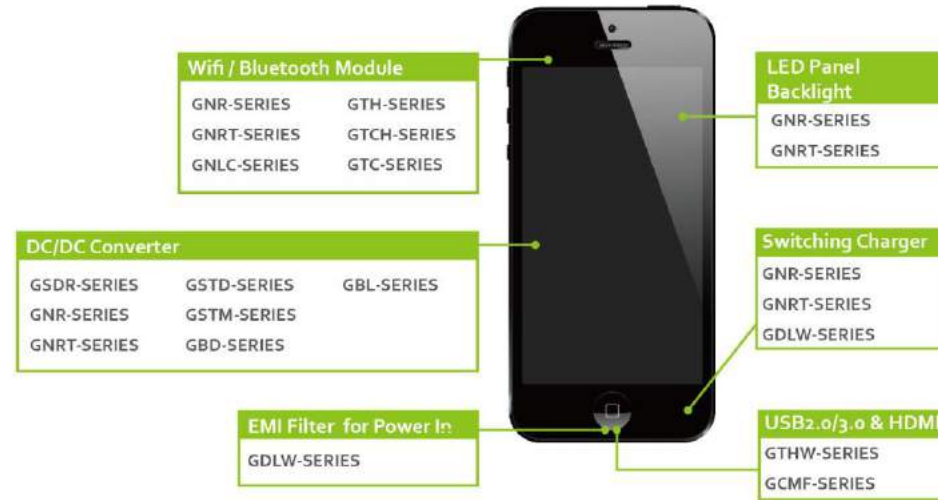 Wifi / Bluetooth Module
GNR-SERIES GTH-SERIES
GNRT-SERIES GTCH-SERIES
GNLC-SERIES GTC-SERIES
LED Panel
Backlight
GNR-SERIES
GNRT-SERIES
DC/DC Converter
GSDR-SERIES GSTD-SERIES GBL-SERIES
GNR-SERIES GSTM-SERIES
GNRT-SERIES GBD-SERIES
Switching Charger
GNR-SERIES
GNRT-SERIES
GDLW-SERIES
EMI Filter for Power In
GDLW-SERIES
USB2.0/3.0 & HDMI
GTHW-SERIES
GCMF-SERIES